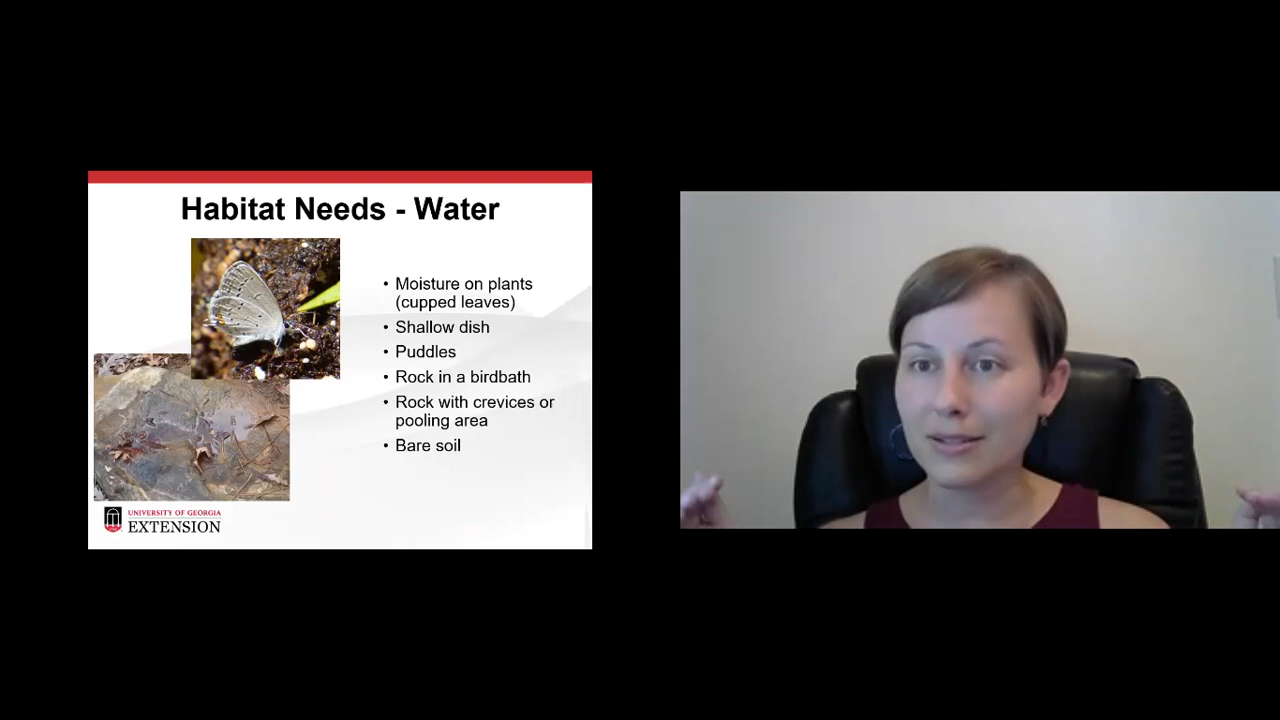 Habitat Needs - Water
• Moisture on plants
(cupped leaves)
• Shallow dish
• Puddles
• Rock in a birdbath
• Rock with crevices or
pooling area
• Bare soil
UNIVERSITY OF GEORGIA
EXTENSION